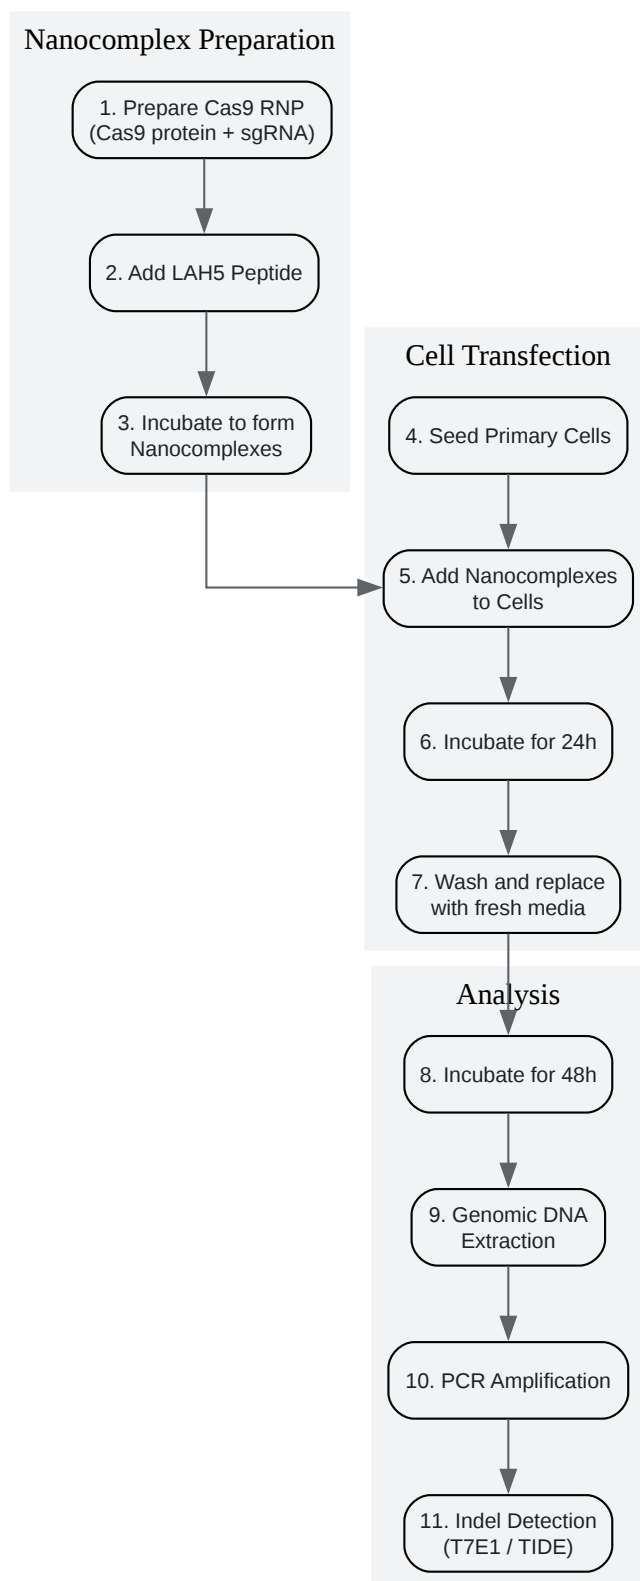 Nanocomplex Preparation
1. Prepare Cas9 RNP
(Cas9 protein + sgRNA)
2. Add LAH5 Peptide
3. Incubate to form
Nanocomplexes
Cell Transfection
4. Seed Primary Cells
5. Add Nanocomplexes
to Cells
6. Incubate for 24h
7. Wash and replace
with fresh media
Analysis
8. Incubate for 48h
9. Genomic DNA
Extraction
10. PCR Amplification
11. Indel Detection
(T7E1 / TIDE)